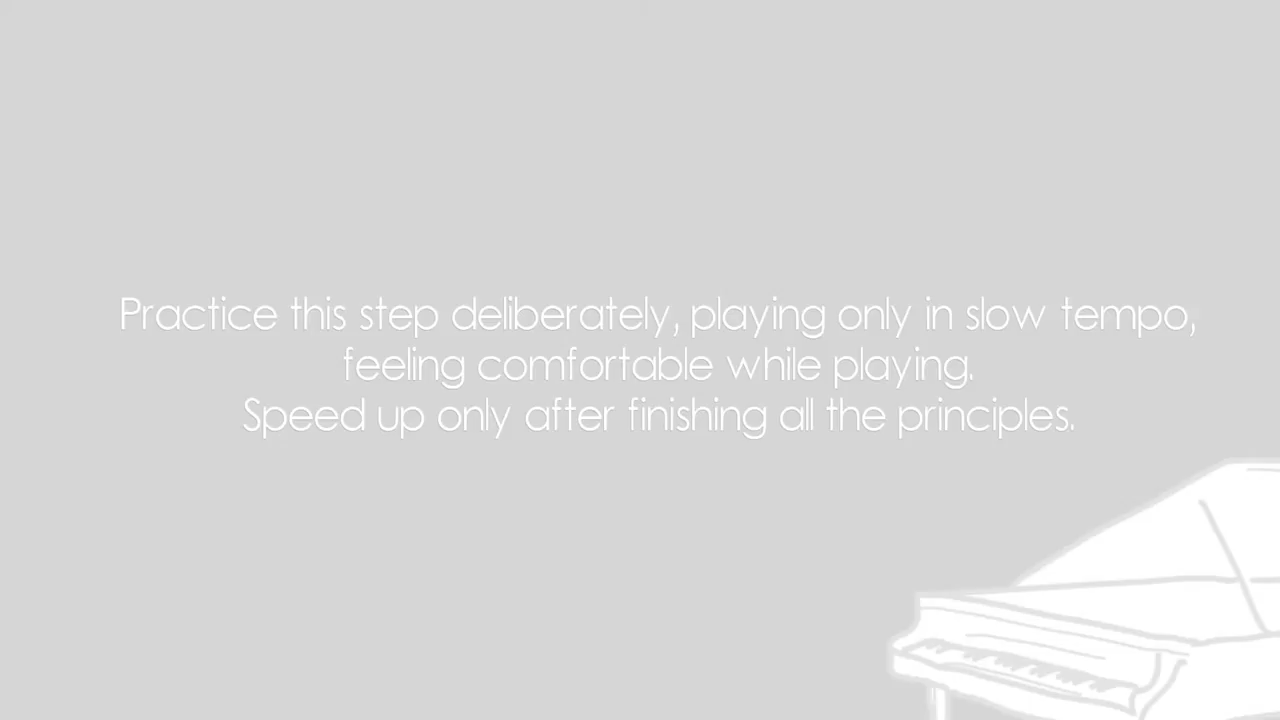 Practice this step deliberately, playing only in slow tempo,
feeling comfortable while playing.
Speed up only after finishing all the principles.